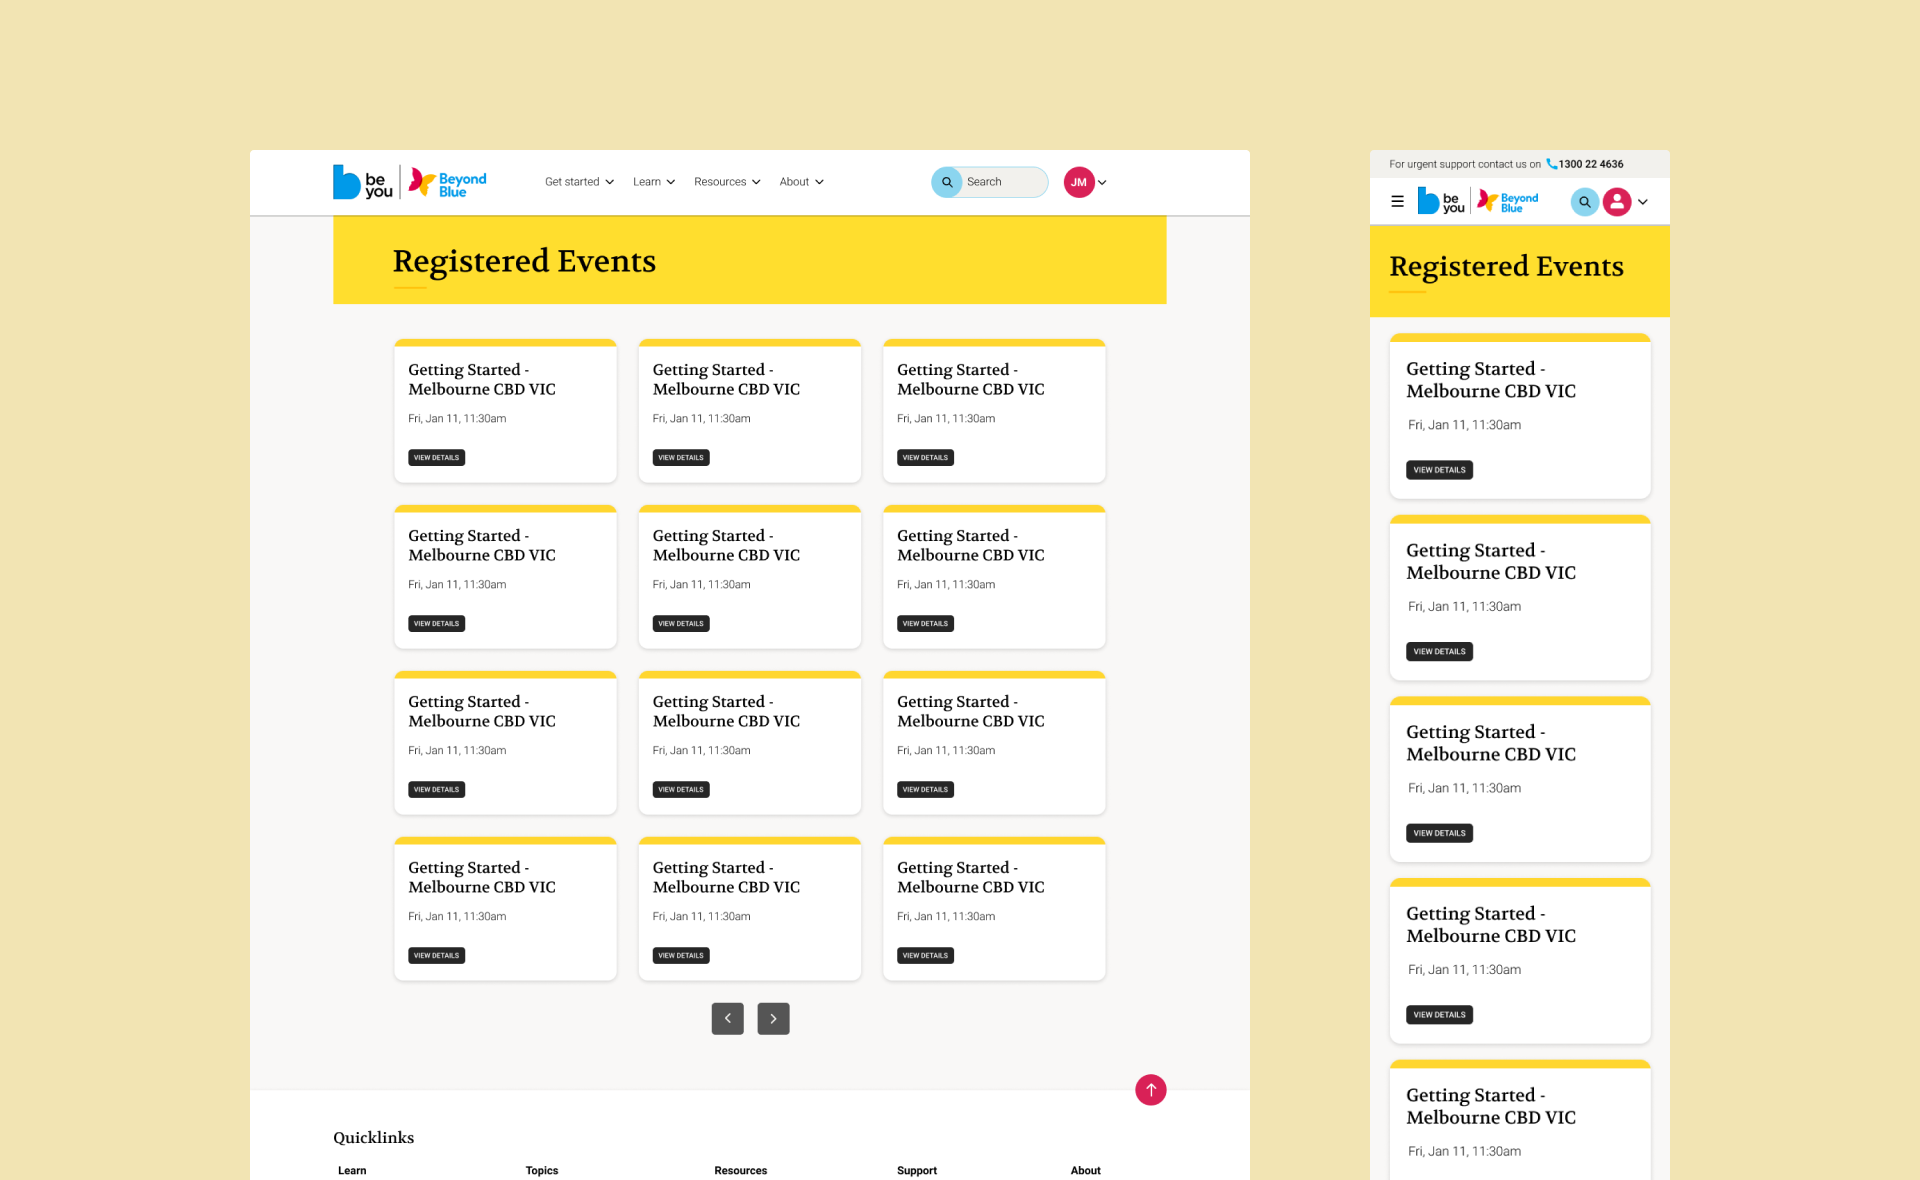 be you Beyond Blue
Get started Learn Resources About
Search
JM
Registered Events
Getting Started -
Melbourne CBD VIC
Fri, Jan 11, 11:30am
VIEW DETAILS
Getting Started -
Melbourne CBD VIC
Fri, Jan 11, 11:30am
VIEW DETAILS
Getting Started -
Melbourne CBD VIC
Fri, Jan 11, 11:30am
VIEW DETAILS
Getting Started -
Melbourne CBD VIC
Fri, Jan 11, 11:30am
VIEW DETAILS
Getting Started -
Melbourne CBD VIC
Fri, Jan 11, 11:30am
VIEW DETAILS
Getting Started -
Melbourne CBD VIC
Fri, Jan 11, 11:30am
VIEW DETAILS
Getting Started -
Melbourne CBD VIC
Fri, Jan 11, 11:30am
VIEW DETAILS
Getting Started -
Melbourne CBD VIC
Fri, Jan 11, 11:30am
VIEW DETAILS
Getting Started -
Melbourne CBD VIC
Fri, Jan 11, 11:30am
VIEW DETAILS
Getting Started -
Melbourne CBD VIC
Fri, Jan 11, 11:30am
VIEW DETAILS
Getting Started -
Melbourne CBD VIC
Fri, Jan 11, 11:30am
VIEW DETAILS
Getting Started -
Melbourne CBD VIC
Fri, Jan 11, 11:30am
VIEW DETAILS
Quicklinks
Learn Topics Resources Support About
For urgent support contact us on 1300 22 4636
be you Beyond Blue
Registered Events
Getting Started -
Melbourne CBD VIC
Fri, Jan 11, 11:30am
VIEW DETAILS
Getting Started -
Melbourne CBD VIC
Fri, Jan 11, 11:30am
VIEW DETAILS
Getting Started -
Melbourne CBD VIC
Fri, Jan 11, 11:30am
VIEW DETAILS
Getting Started -
Melbourne CBD VIC
Fri, Jan 11, 11:30am
VIEW DETAILS
Getting Started -
Melbourne CBD VIC
Fri, Jan 11, 11:30am